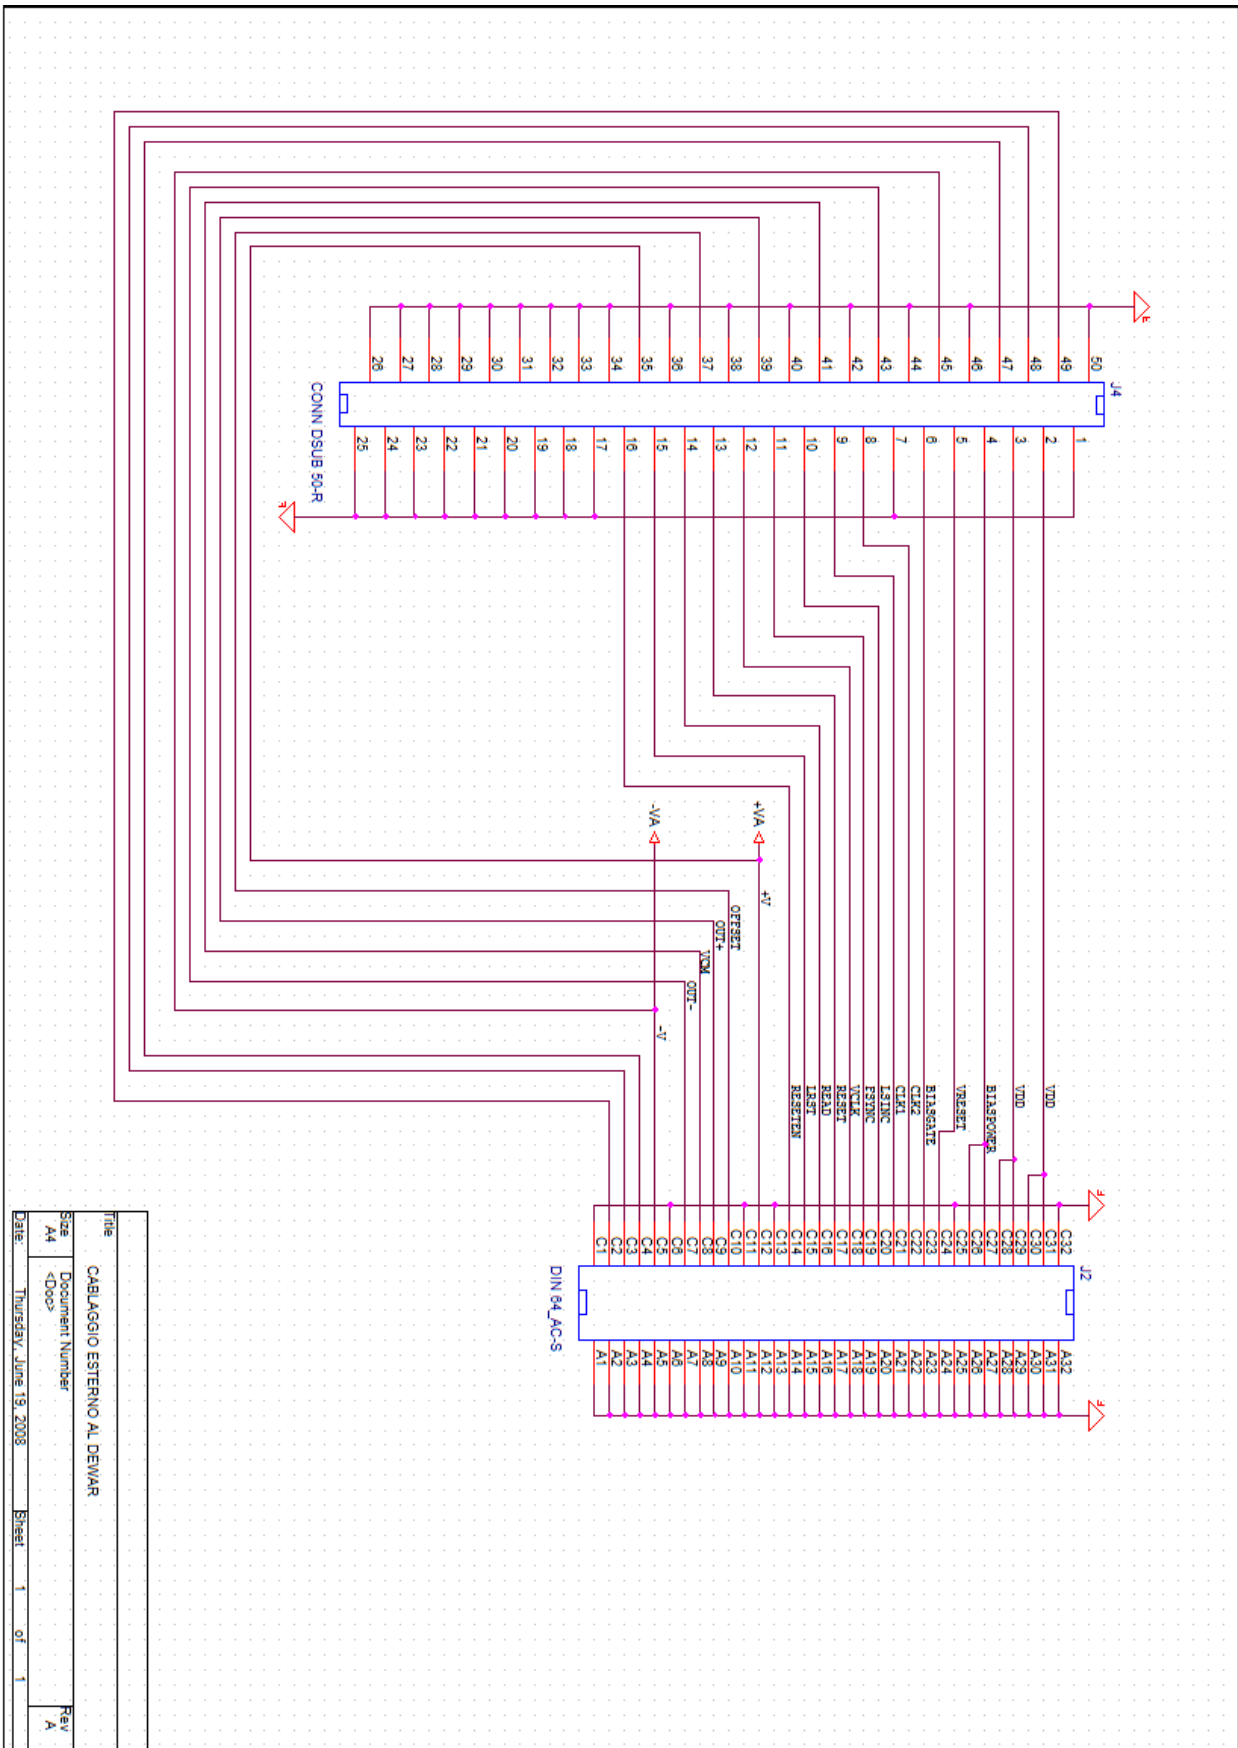 J4
50
49
48
47
46
45
44
43
42
41
40
39
38
37
36
35
34
33
32
31
30
29
28
27
26
1
2
3
4
5
6
7
8
9
10
11
12
13
14
15
16
17
18
19
20
21
22
23
24
25
CONN DSUB 50-R
+VA
-VA
+V
OFFSET
OUT+
VCM
OUT-
-V
VDD
VDD
BIASPOWER
VRESET
BIASGATE
CLK2
CLK1
LSINC
FSYNC
VCLK
RESET
READ
LRST
RESETEN
J2
C32
C31
C30
C29
C28
C27
C26
C25
C24
C23
C22
C21
C20
C19
C18
C17
C16
C15
C14
C13
C12
C11
C10
C9
C8
C7
C6
C5
C4
C3
C2
C1
A32
A31
A30
A29
A28
A27
A26
A25
A24
A23
A22
A21
A20
A19
A18
A17
A16
A15
A14
A13
A12
A11
A10
A9
A8
A7
A6
A5
A4
A3
A2
A1
DIN 64_AC-S
Title
CABLAGGIO ESTERNO AL DEWAR
Size Document Number Rev
A4 <Doc> A
Date: Thursday, June 19, 2008 Sheet 1 of 1